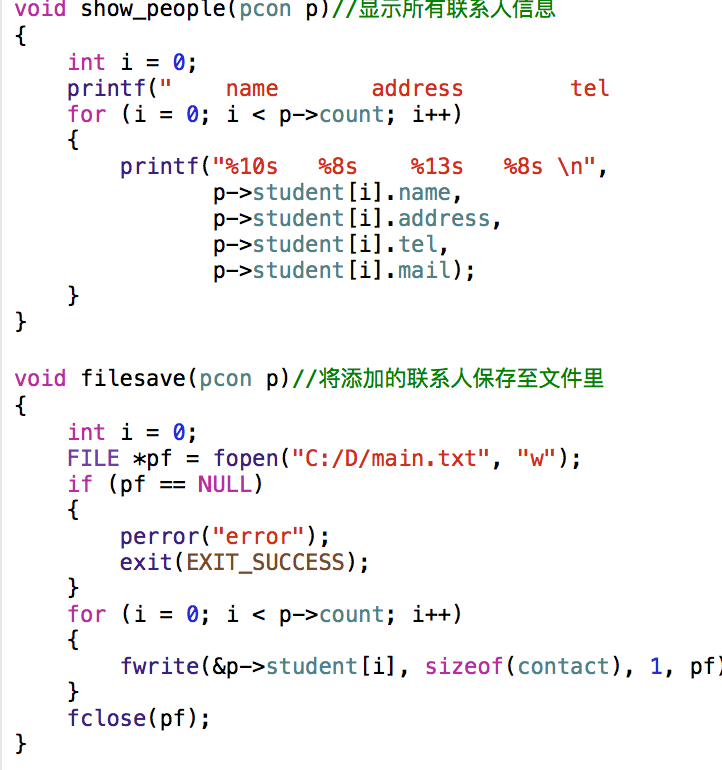 void show_people(pcon p)//显示所有联系人信息
{
    int i = 0;
    printf("    name       address        tel
    for (i = 0; i < p->count; i++)
    {
        printf("%10s   %8s    %13s   %8s \n",
               p->student[i].name,
               p->student[i].address,
               p->student[i].tel,
               p->student[i].mail);
    }
}

void filesave(pcon p)//将添加的联系人保存至文件里
{
    int i = 0;
    FILE *pf = fopen("C:/D/main.txt", "w");
    if (pf == NULL)
    {
        perror("error");
        exit(EXIT_SUCCESS);
    }
    for (i = 0; i < p->count; i++)
    {
        fwrite(&p->student[i], sizeof(contact), 1, pf)
    }
    fclose(pf);
}